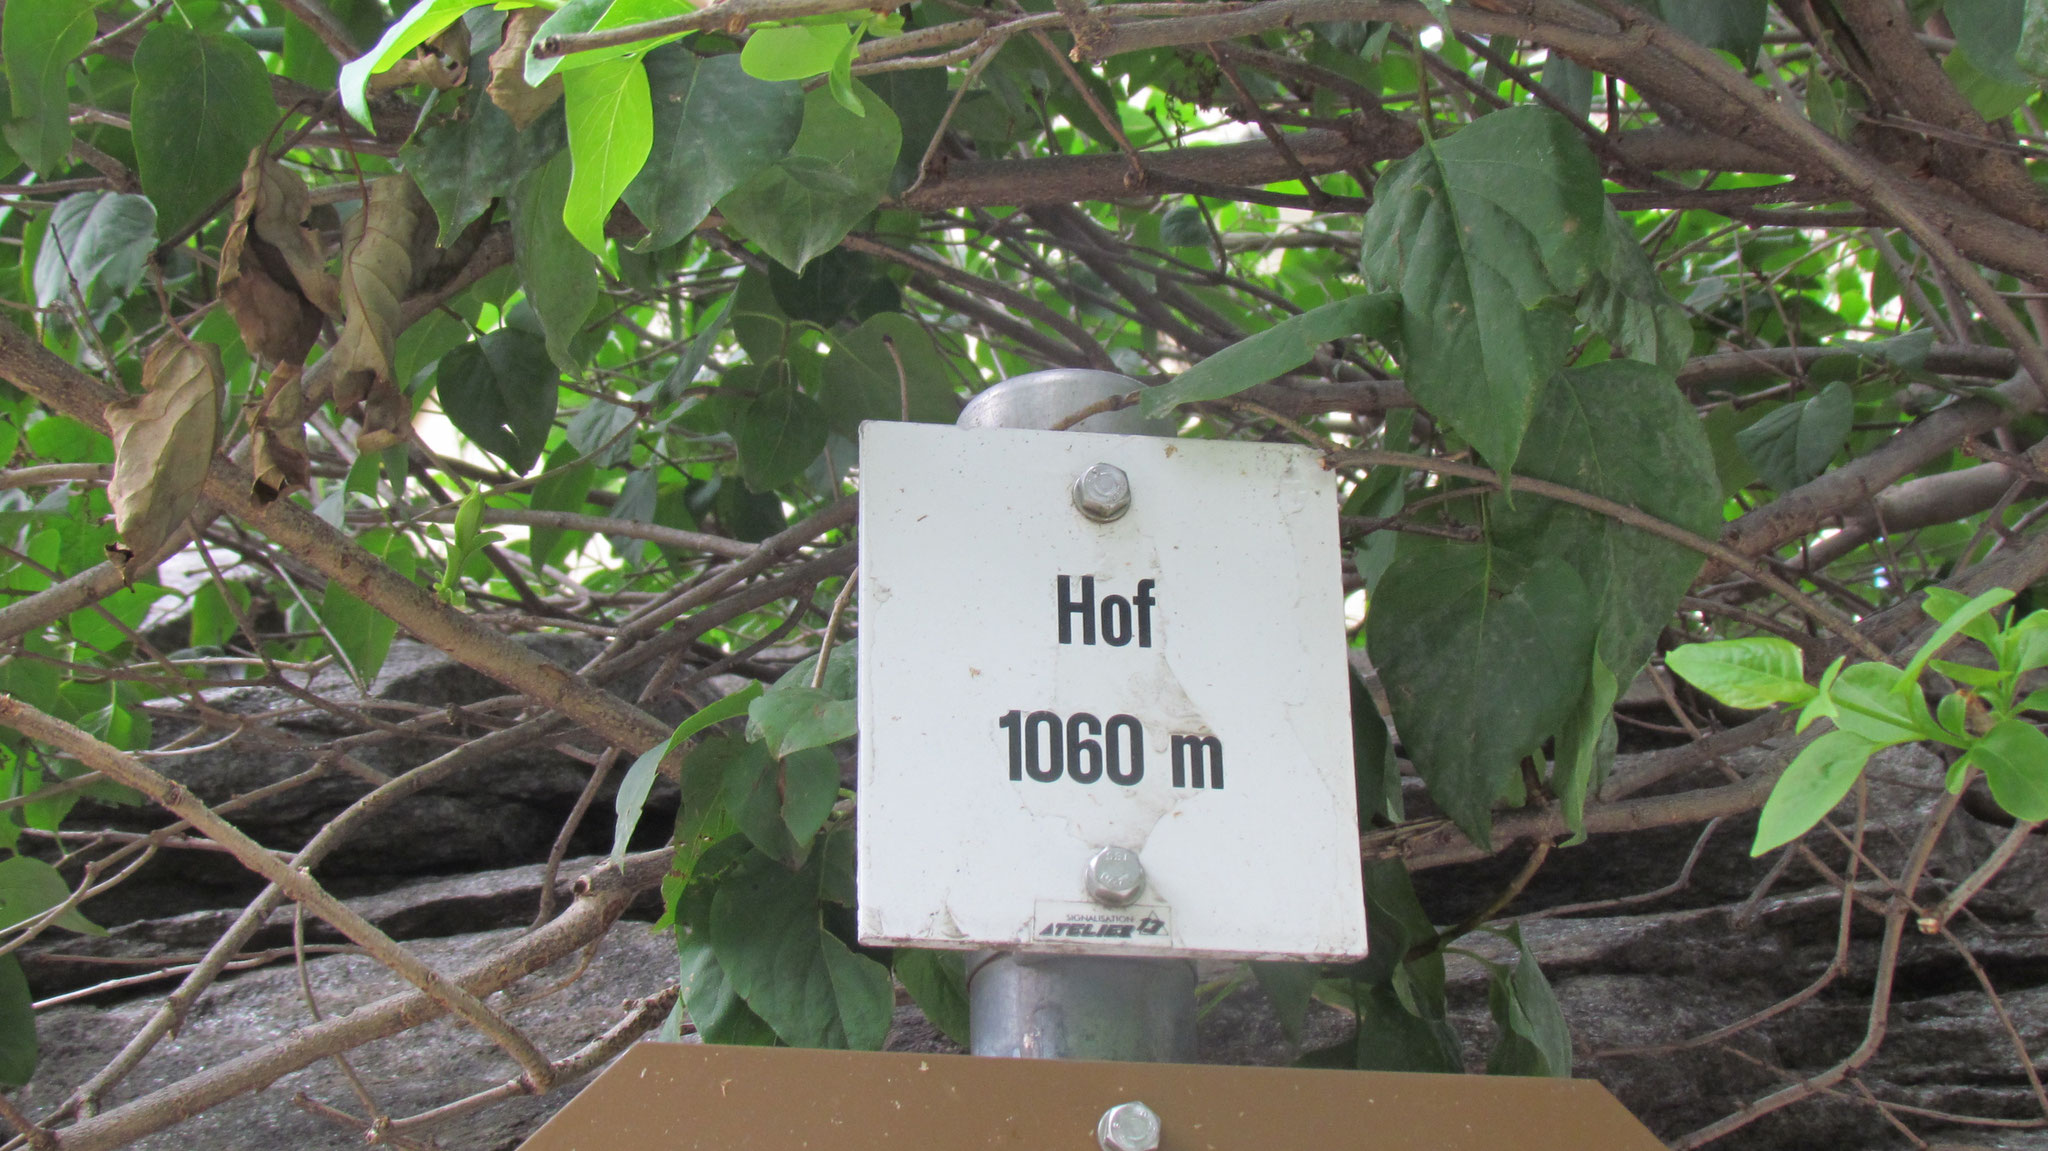 Hof
1060 m
SIGNALISATION
ATELIER